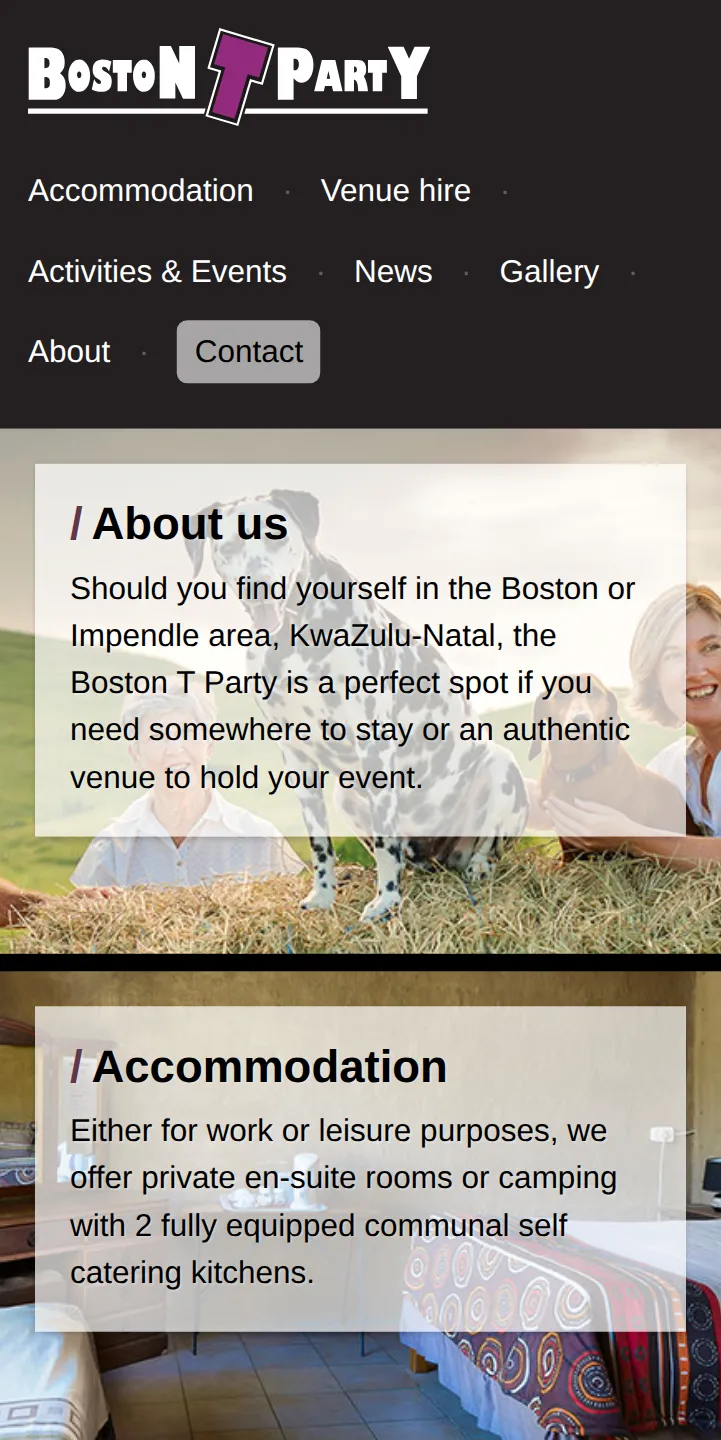 BOSTON T PARTY
Accommodation · Venue hire ·
Activities & Events · News · Gallery ·
About · Contact
/ About us
Should you find yourself in the Boston or
Impendle area, KwaZulu-Natal, the
Boston T Party is a perfect spot if you
need somewhere to stay or an authentic
venue to hold your event.
/ Accommodation
Either for work or leisure purposes, we
offer private en-suite rooms or camping
with 2 fully equipped communal self
catering kitchens.